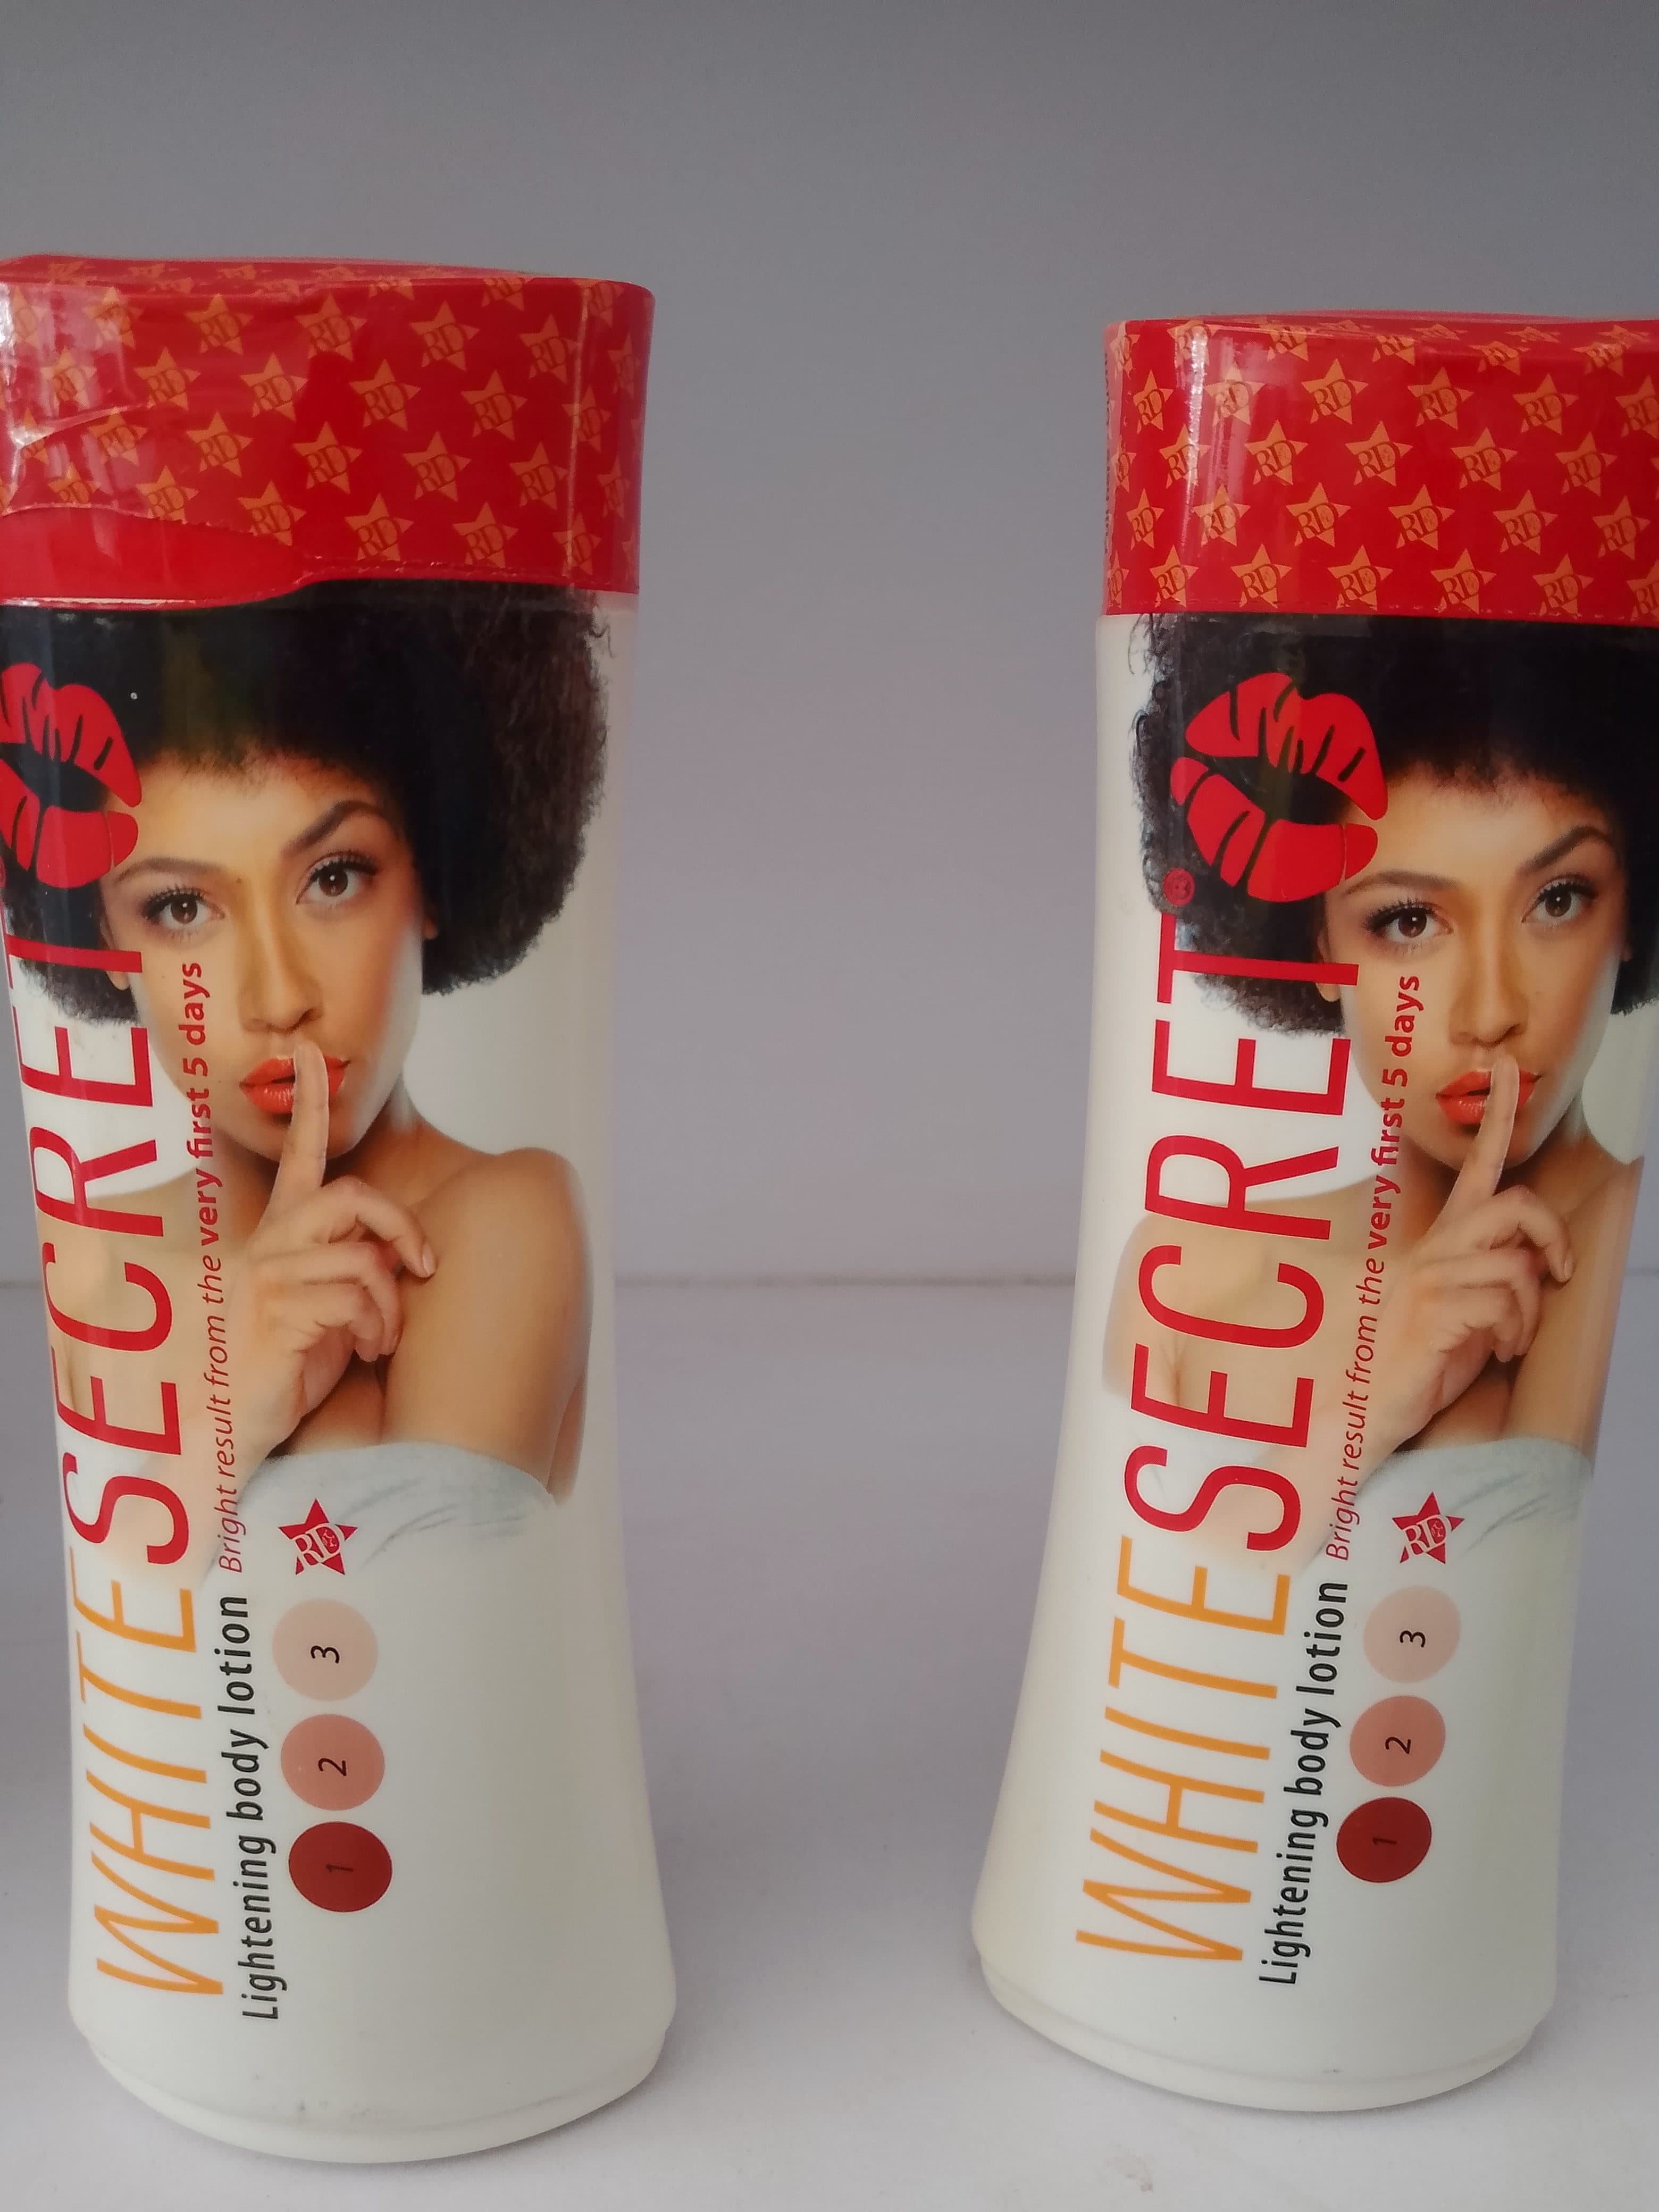 WHITE SECRET
Lightening body lotion Bright result from the very first 5 days
1 2 3 RD
WHITE SECRET
Lightening body lotion Bright result from the very first 5 days
1 2 3 RD